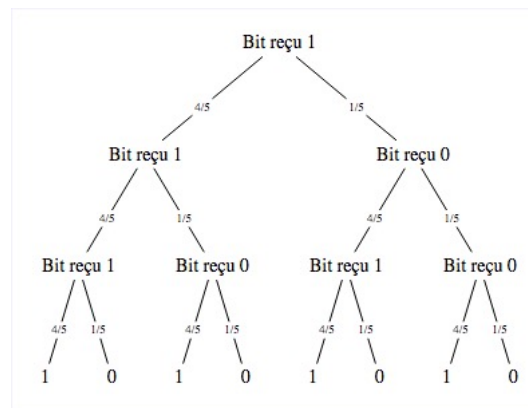 Bit reçu 1
4/5 1/5
Bit reçu 1 Bit reçu 0
4/5 1/5 4/5 1/5
Bit reçu 1 Bit reçu 0 Bit reçu 1 Bit reçu 0
4/5 1/5 4/5 1/5 4/5 1/5 4/5 1/5
1 0 1 0 1 0 1 0